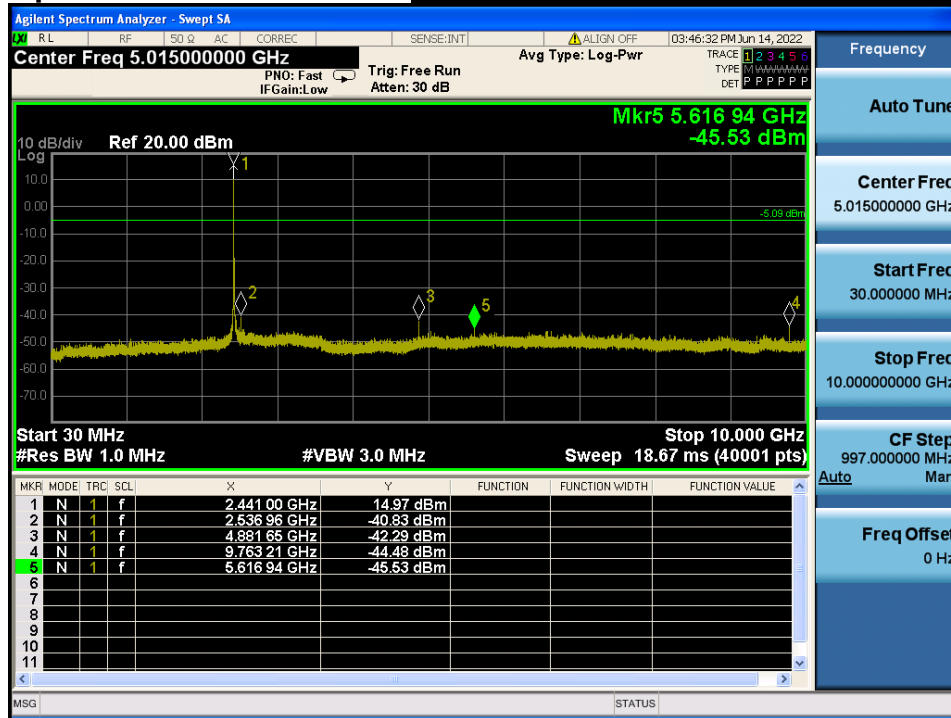 Agilent Spectrum Analyzer - Swept SA
LXI RL RF 50 Ω AC CORREC SENSE:INT ALIGN OFF 03:46:32 PM Jun 14, 2022
Center Freq 5.015000000 GHz
PNO: Fast
IFGain:Low
Trig: Free Run
Atten: 30 dB
Avg Type: Log-Pwr
TRACE 1 2 3 4 5 6
TYPE M
DET P P P P P P
Mkr5 5.616 94 GHz
-45.53 dBm
10 dB/div Ref 20.00 dBm
Log
10.0
0.00
-10.0
-20.0
-30.0
-40.0
-50.0
-60.0
-70.0
-5.09 dBm
1
2
3
5
4
Start 30 MHz Stop 10.000 GHz
#Res BW 1.0 MHz #VBW 3.0 MHz Sweep 18.67 ms (40001 pts)
MKR MODE TRC SCL X Y FUNCTION FUNCTION WIDTH FUNCTION VALUE
1 N 1 f 2.441 00 GHz 14.97 dBm
2 N 1 f 2.536 96 GHz -40.83 dBm
3 N 1 f 4.881 65 GHz -42.29 dBm
4 N 1 f 9.763 21 GHz -44.48 dBm
5 N 1 f 5.616 94 GHz -45.53 dBm
6
7
8
9
10
11
MSG STATUS
Frequency
Auto Tune
Center Freq
5.015000000 GHz
Start Freq
30.000000 MHz
Stop Freq
10.000000000 GHz
CF Step
997.000000 MHz
Auto Man
Freq Offset
0 Hz